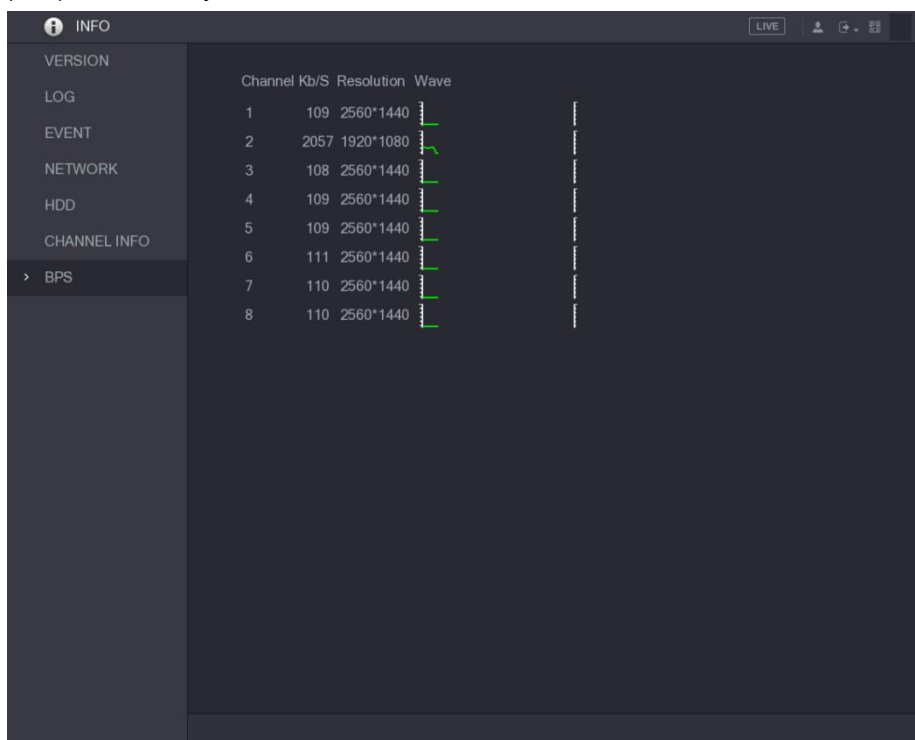 INFO LIVE
VERSION
LOG
EVENT
NETWORK
HDD
CHANNEL INFO
> BPS
Channel Kb/S Resolution Wave
1 109 2560*1440
2 2057 1920*1080
3 108 2560*1440
4 109 2560*1440
5 109 2560*1440
6 111 2560*1440
7 110 2560*1440
8 110 2560*1440